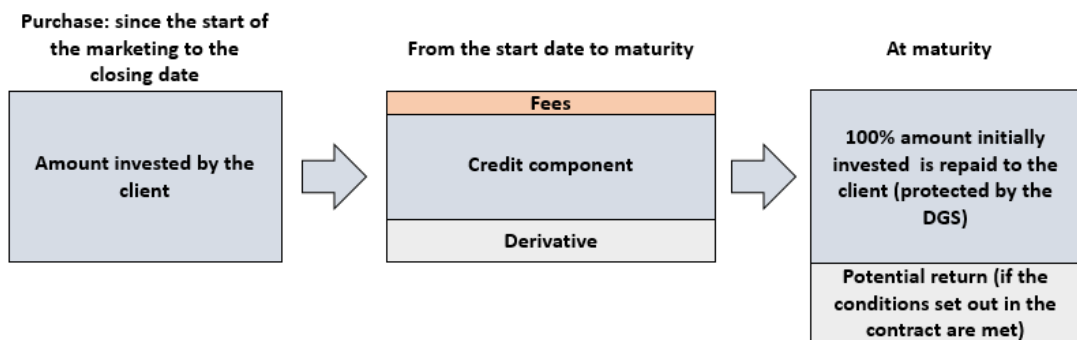 Purchase: since the start of
the marketing to the
closing date
Amount invested by the
client
From the start date to maturity
Fees
Credit component
Derivative
At maturity
100% amount initially
invested is repaid to the
client (protected by the
DGS)
Potential return (if the
conditions set out in the
contract are met)